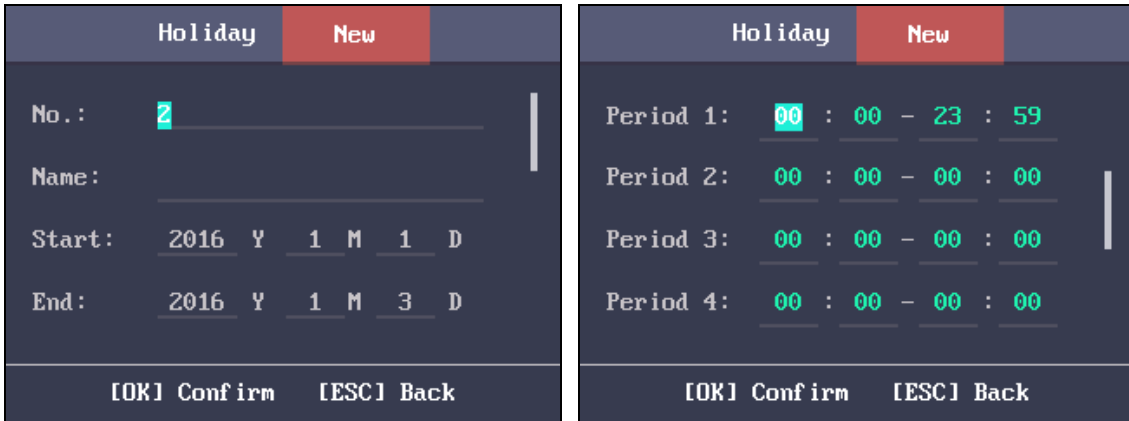 Holiday New
No.: 2
Name:
Start: 2016 Y 1 M 1 D
End: 2016 Y 1 M 3 D
[OK] Confirm [ESC] Back
Holiday New
Period 1: 00 : 00 - 23 : 59
Period 2: 00 : 00 - 00 : 00
Period 3: 00 : 00 - 00 : 00
Period 4: 00 : 00 - 00 : 00
[OK] Confirm [ESC] Back